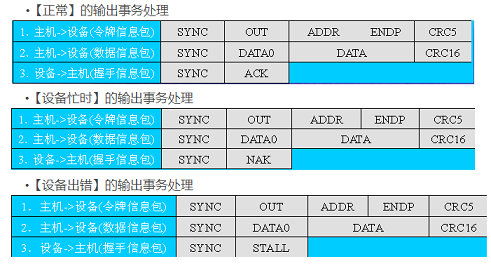 •【正常】的输出事务处理
1. 主机->设备(令牌信息包) SYNC OUT ADDR ENDP CRC5
2. 主机->设备(数据信息包) SYNC DATA0 DATA CRC16
3. 设备->主机(握手信息包) SYNC ACK
•【设备忙时】的输出事务处理
1. 主机->设备(令牌信息包) SYNC OUT ADDR ENDP CRC5
2. 主机->设备(数据信息包) SYNC DATA0 DATA CRC16
3. 设备->主机(握手信息包) SYNC NAK
•【设备出错】的输出事务处理
1. 主机->设备(令牌信息包) SYNC OUT ADDR ENDP CRC5
2. 主机->设备(数据信息包) SYNC DATA0 DATA CRC16
3. 设备->主机(握手信息包) SYNC STALL